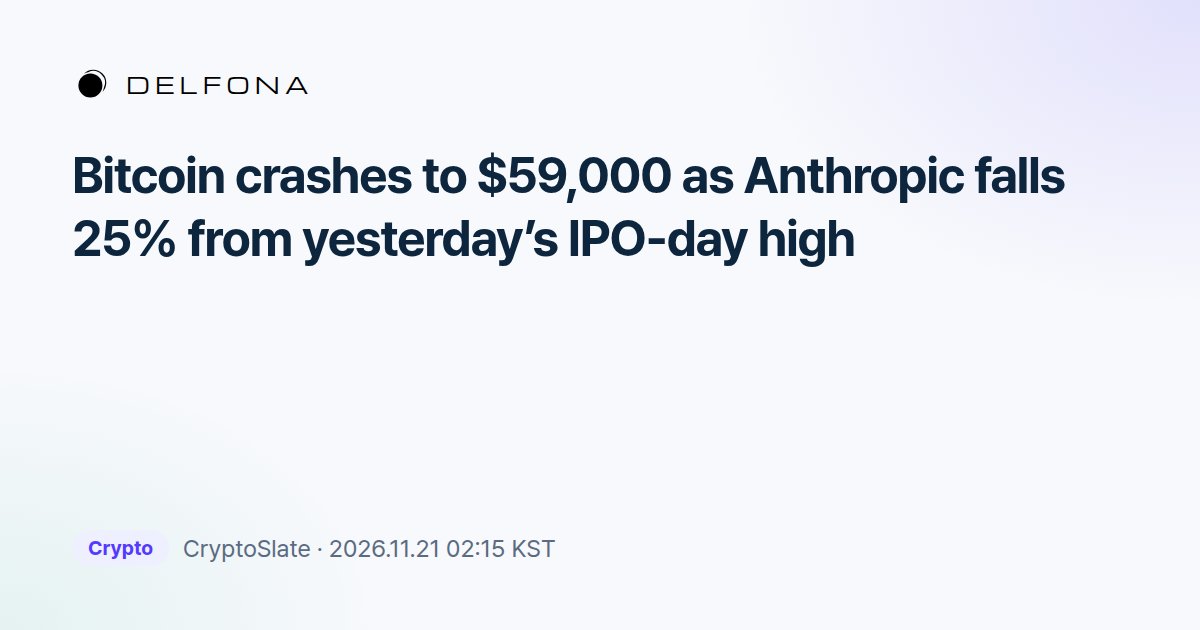 DELFONA
Bitcoin crashes to $59,000 as Anthropic falls
25% from yesterday’s IPO-day high
Crypto CryptoSlate · 2026.11.21 02:15 KST